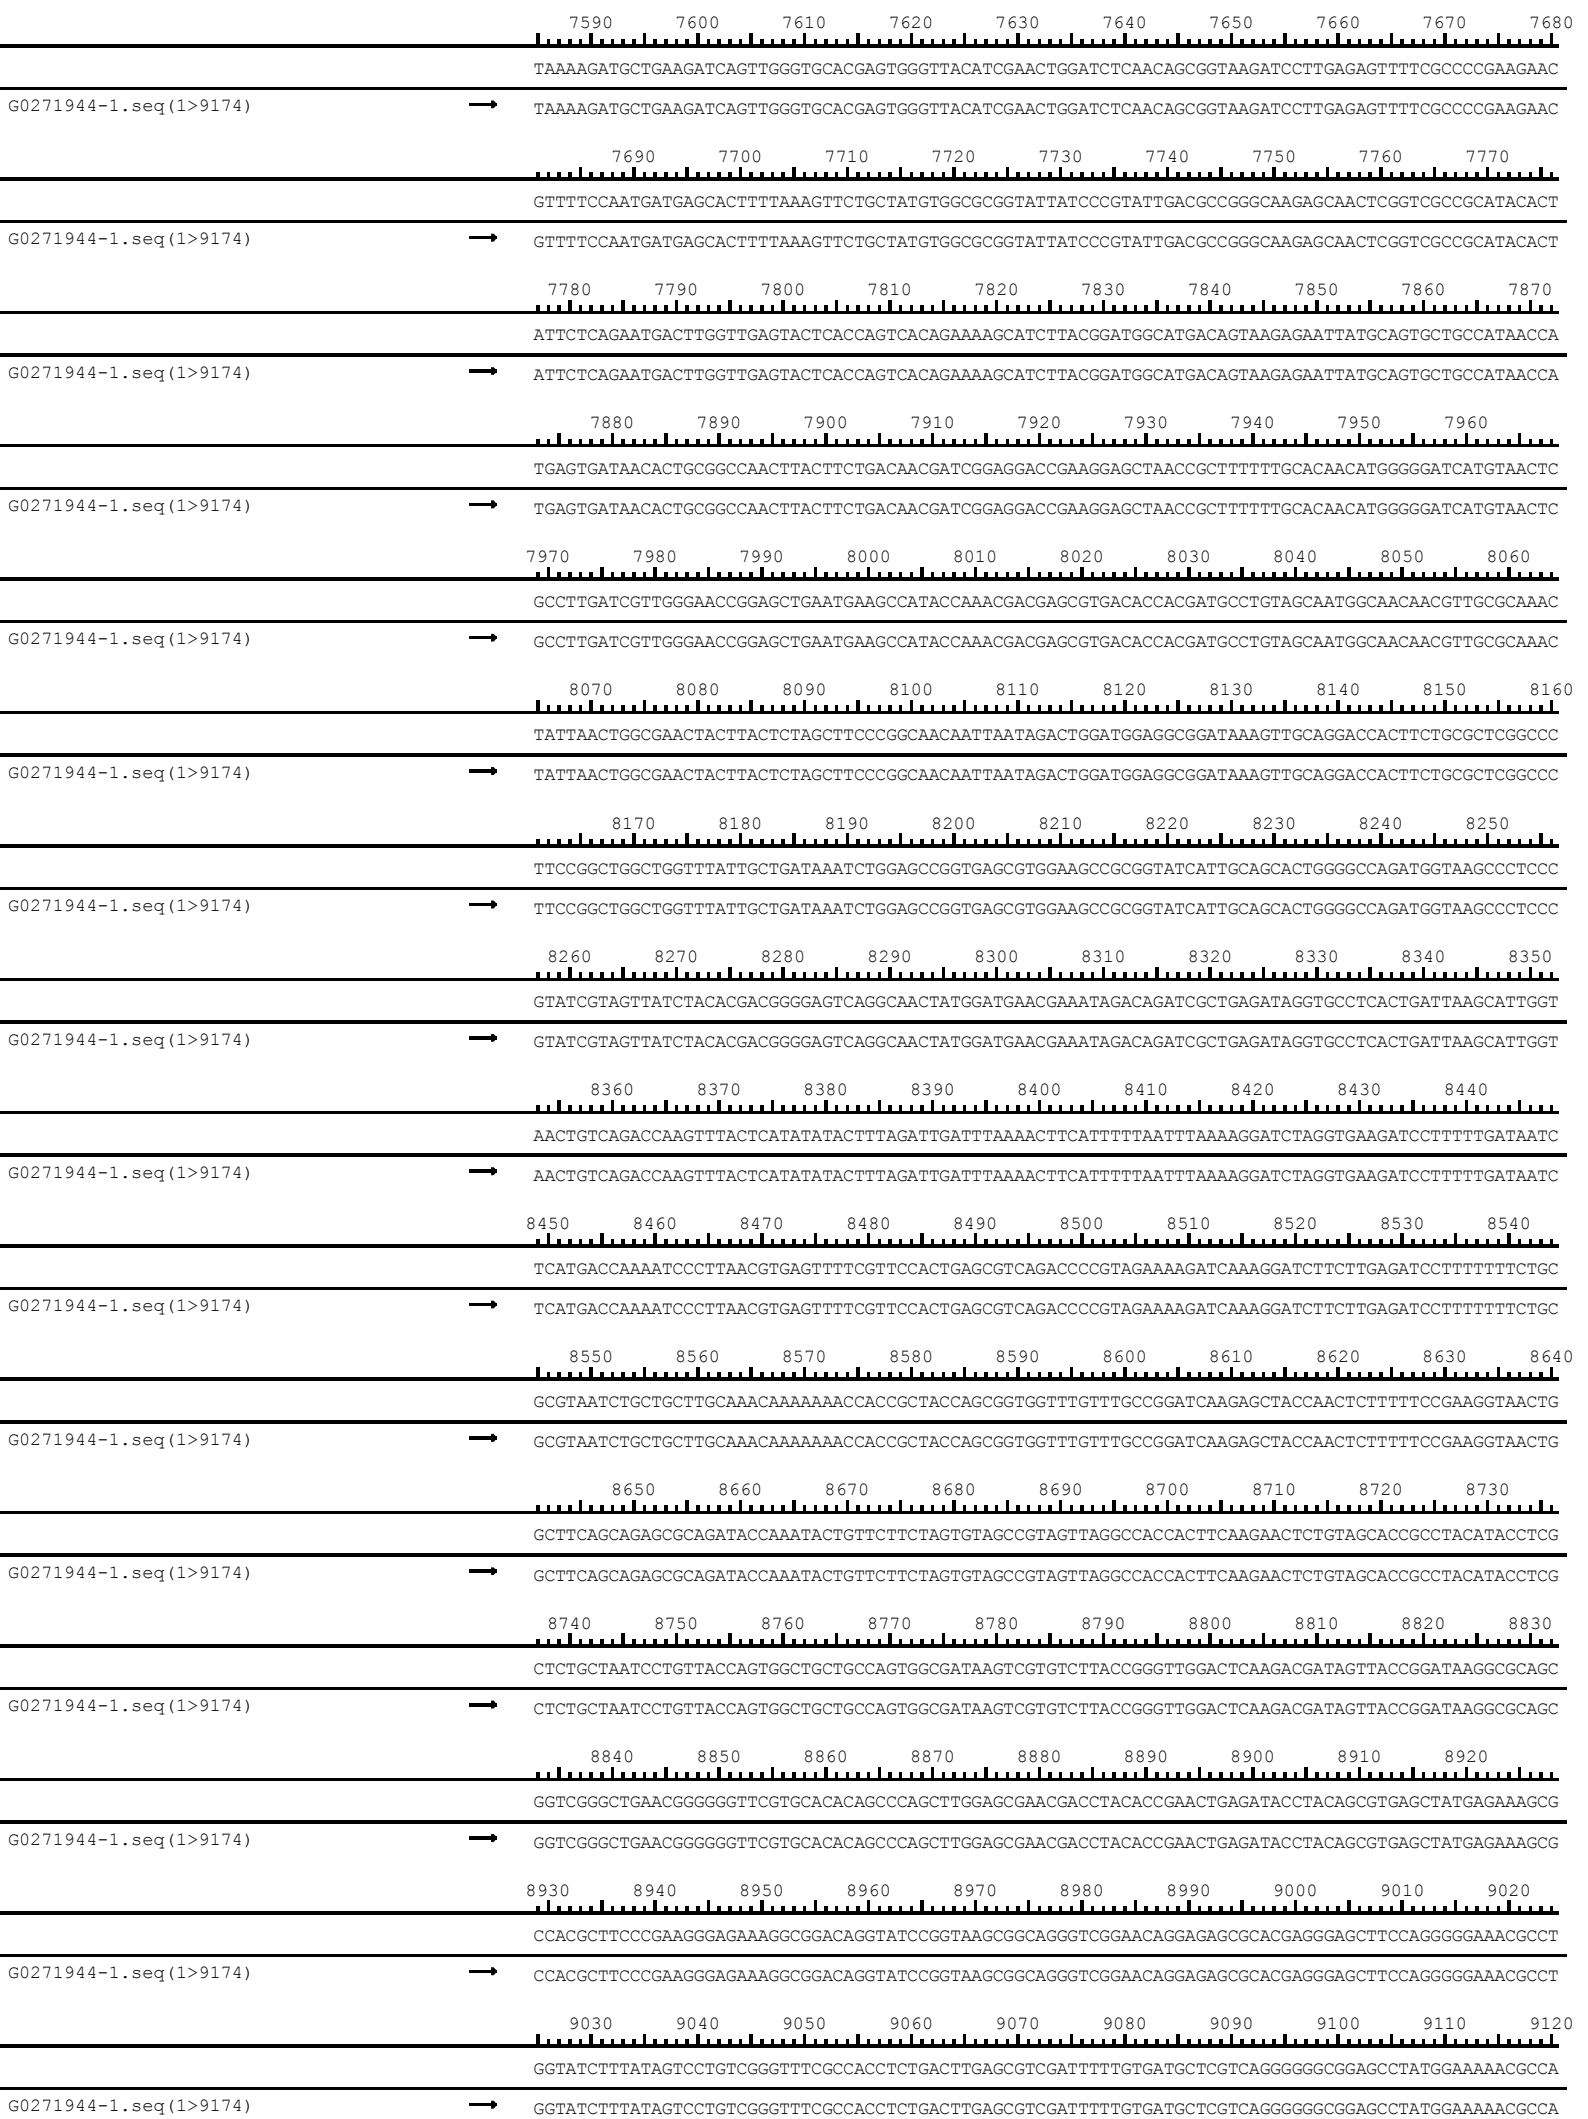 7590 7600 7610 7620 7630 7640 7650 7660 7670 7680
TAAAAGATGCTGAAGATCAGTTGGGTGCACGAGTGGGTTACATCGAACTGGATCTCAACAGCGGTAAGATCCTTGAGAGTTTTCGCCCCGAAGAAC
G0271944-1.seq(1>9174) → TAAAAGATGCTGAAGATCAGTTGGGTGCACGAGTGGGTTACATCGAACTGGATCTCAACAGCGGTAAGATCCTTGAGAGTTTTCGCCCCGAAGAAC
7690 7700 7710 7720 7730 7740 7750 7760 7770
GTTTTCCAATGATGAGCACTTTTAAAGTTCTGCTATGTGGCGCGGTATTATCCCGTATTGACGCCGGGCAAGAGCAACTCGGTCGCCGCATACACT
G0271944-1.seq(1>9174) → GTTTTCCAATGATGAGCACTTTTAAAGTTCTGCTATGTGGCGCGGTATTATCCCGTATTGACGCCGGGCAAGAGCAACTCGGTCGCCGCATACACT
7780 7790 7800 7810 7820 7830 7840 7850 7860 7870
ATTCTCAGAATGACTTGGTTGAGTACTCACCAGTCACAGAAAAGCATCTTACGGATGGCATGACAGTAAGAGAATTATGCAGTGCTGCCATAACCA
G0271944-1.seq(1>9174) → ATTCTCAGAATGACTTGGTTGAGTACTCACCAGTCACAGAAAAGCATCTTACGGATGGCATGACAGTAAGAGAATTATGCAGTGCTGCCATAACCA
7880 7890 7900 7910 7920 7930 7940 7950 7960
TGAGTGATAACACTGCGGCCAACTTACTTCTGACAACGATCGGAGGACCGAAGGAGCTAACCGCTTTTTTGCACAACATGGGGGATCATGTAACTC
G0271944-1.seq(1>9174) → TGAGTGATAACACTGCGGCCAACTTACTTCTGACAACGATCGGAGGACCGAAGGAGCTAACCGCTTTTTTGCACAACATGGGGGATCATGTAACTC
7970 7980 7990 8000 8010 8020 8030 8040 8050 8060
GCCTTGATCGTTGGGAACCGGAGCTGAATGAAGCCATACCAAACGACGAGCGTGACACCACGATGCCTGTAGCAATGGCAACAACGTTGCGCAAAC
G0271944-1.seq(1>9174) → GCCTTGATCGTTGGGAACCGGAGCTGAATGAAGCCATACCAAACGACGAGCGTGACACCACGATGCCTGTAGCAATGGCAACAACGTTGCGCAAAC
8070 8080 8090 8100 8110 8120 8130 8140 8150 8160
TATTAACTGGCGAACTACTTACTCTAGCTTCCCGGCAACAATTAATAGACTGGATGGAGGCGGATAAAGTTGCAGGACCACTTCTGCGCTCGGCCC
G0271944-1.seq(1>9174) → TATTAACTGGCGAACTACTTACTCTAGCTTCCCGGCAACAATTAATAGACTGGATGGAGGCGGATAAAGTTGCAGGACCACTTCTGCGCTCGGCCC
8170 8180 8190 8200 8210 8220 8230 8240 8250
TTCCGGCTGGCTGGTTTATTGCTGATAAATCTGGAGCCGGTGAGCGTGGAAGCCGCGGTATCATTGCAGCACTGGGGCCAGATGGTAAGCCCTCCC
G0271944-1.seq(1>9174) → TTCCGGCTGGCTGGTTTATTGCTGATAAATCTGGAGCCGGTGAGCGTGGAAGCCGCGGTATCATTGCAGCACTGGGGCCAGATGGTAAGCCCTCCC
8260 8270 8280 8290 8300 8310 8320 8330 8340 8350
GTATCGTAGTTATCTACACGACGGGGAGTCAGGCAACTATGGATGAACGAAATAGACAGATCGCTGAGATAGGTGCCTCACTGATTAAGCATTGGT
G0271944-1.seq(1>9174) → GTATCGTAGTTATCTACACGACGGGGAGTCAGGCAACTATGGATGAACGAAATAGACAGATCGCTGAGATAGGTGCCTCACTGATTAAGCATTGGT
8360 8370 8380 8390 8400 8410 8420 8430 8440
AACTGTCAGACCAAGTTTACTCATATATACTTTAGATTGATTTAAAACTTCATTTTTAATTTAAAAGGATCTAGGTGAAGATCCTTTTTGATAATC
G0271944-1.seq(1>9174) → AACTGTCAGACCAAGTTTACTCATATATACTTTAGATTGATTTAAAACTTCATTTTTAATTTAAAAGGATCTAGGTGAAGATCCTTTTTGATAATC
8450 8460 8470 8480 8490 8500 8510 8520 8530 8540
TCATGACCAAAATCCCTTAACGTGAGTTTTCGTTCCACTGAGCGTCAGACCCCGTAGAAAAGATCAAAGGATCTTCTTGAGATCCTTTTTTTCTGC
G0271944-1.seq(1>9174) → TCATGACCAAAATCCCTTAACGTGAGTTTTCGTTCCACTGAGCGTCAGACCCCGTAGAAAAGATCAAAGGATCTTCTTGAGATCCTTTTTTTCTGC
8550 8560 8570 8580 8590 8600 8610 8620 8630 8640
GCGTAATCTGCTGCTTGCAAACAAAAAAACCACCGCTACCAGCGGTGGTTTGTTTGCCGGATCAAGAGCTACCAACTCTTTTTCCGAAGGTAACTG
G0271944-1.seq(1>9174) → GCGTAATCTGCTGCTTGCAAACAAAAAAACCACCGCTACCAGCGGTGGTTTGTTTGCCGGATCAAGAGCTACCAACTCTTTTTCCGAAGGTAACTG
8650 8660 8670 8680 8690 8700 8710 8720 8730
GCTTCAGCAGAGCGCAGATACCAAATACTGTTCTTCTAGTGTAGCCGTAGTTAGGCCACCACTTCAAGAACTCTGTAGCACCGCCTACATACCTCG
G0271944-1.seq(1>9174) → GCTTCAGCAGAGCGCAGATACCAAATACTGTTCTTCTAGTGTAGCCGTAGTTAGGCCACCACTTCAAGAACTCTGTAGCACCGCCTACATACCTCG
8740 8750 8760 8770 8780 8790 8800 8810 8820 8830
CTCTGCTAATCCTGTTACCAGTGGCTGCTGCCAGTGGCGATAAGTCGTGTCTTACCGGGTTGGACTCAAGACGATAGTTACCGGATAAGGCGCAGC
G0271944-1.seq(1>9174) → CTCTGCTAATCCTGTTACCAGTGGCTGCTGCCAGTGGCGATAAGTCGTGTCTTACCGGGTTGGACTCAAGACGATAGTTACCGGATAAGGCGCAGC
8840 8850 8860 8870 8880 8890 8900 8910 8920
GGTCGGGCTGAACGGGGGGTTCGTGCACACAGCCCAGCTTGGAGCGAACGACCTACACCGAACTGAGATACCTACAGCGTGAGCTATGAGAAAGCG
G0271944-1.seq(1>9174) → GGTCGGGCTGAACGGGGGGTTCGTGCACACAGCCCAGCTTGGAGCGAACGACCTACACCGAACTGAGATACCTACAGCGTGAGCTATGAGAAAGCG
8930 8940 8950 8960 8970 8980 8990 9000 9010 9020
CCACGCTTCCCGAAGGGAGAAAGGCGGACAGGTATCCGGTAAGCGGCAGGGTCGGAACAGGAGAGCGCACGAGGGAGCTTCCAGGGGGAAACGCCT
G0271944-1.seq(1>9174) → CCACGCTTCCCGAAGGGAGAAAGGCGGACAGGTATCCGGTAAGCGGCAGGGTCGGAACAGGAGAGCGCACGAGGGAGCTTCCAGGGGGAAACGCCT
9030 9040 9050 9060 9070 9080 9090 9100 9110 9120
GGTATCTTTATAGTCCTGTCGGGTTTCGCCACCTCTGACTTGAGCGTCGATTTTTGTGATGCTCGTCAGGGGGGCGGAGCCTATGGAAAAACGCCA
G0271944-1.seq(1>9174) → GGTATCTTTATAGTCCTGTCGGGTTTCGCCACCTCTGACTTGAGCGTCGATTTTTGTGATGCTCGTCAGGGGGGCGGAGCCTATGGAAAAACGCCA